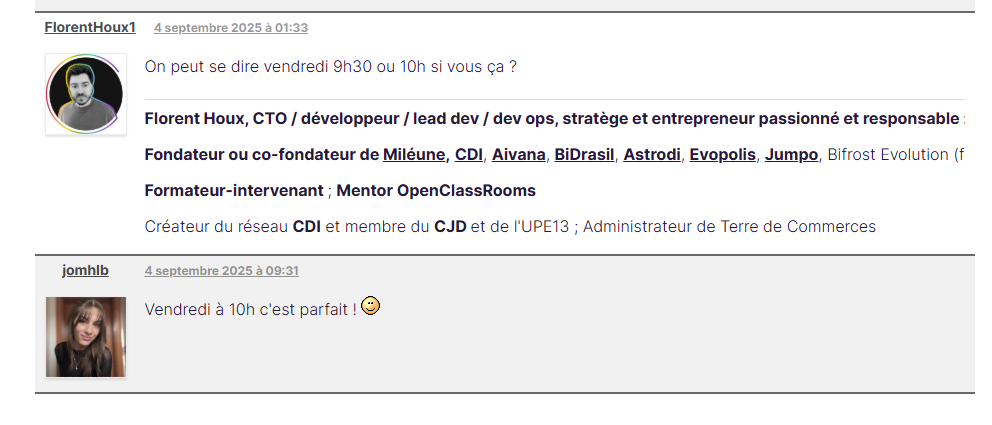 FlorentHoux1 4 septembre 2025 à 01:33
On peut se dire vendredi 9h30 ou 10h si vous ça ?
Florent Houx, CTO / développeur / lead dev / dev ops, stratège et entrepreneur passionné et responsable :
Fondateur ou co-fondateur de Miléune, CDI, Aivana, BiDrasil, Astrodi, Evopolis, Jumpo, Bifrost Evolution (f
Formateur-intervenant ; Mentor OpenClassRooms
Créateur du réseau CDI et membre du CJD et de l'UPE13 ; Administrateur de Terre de Commerces
jomhlb 4 septembre 2025 à 09:31
Vendredi à 10h c'est parfait !